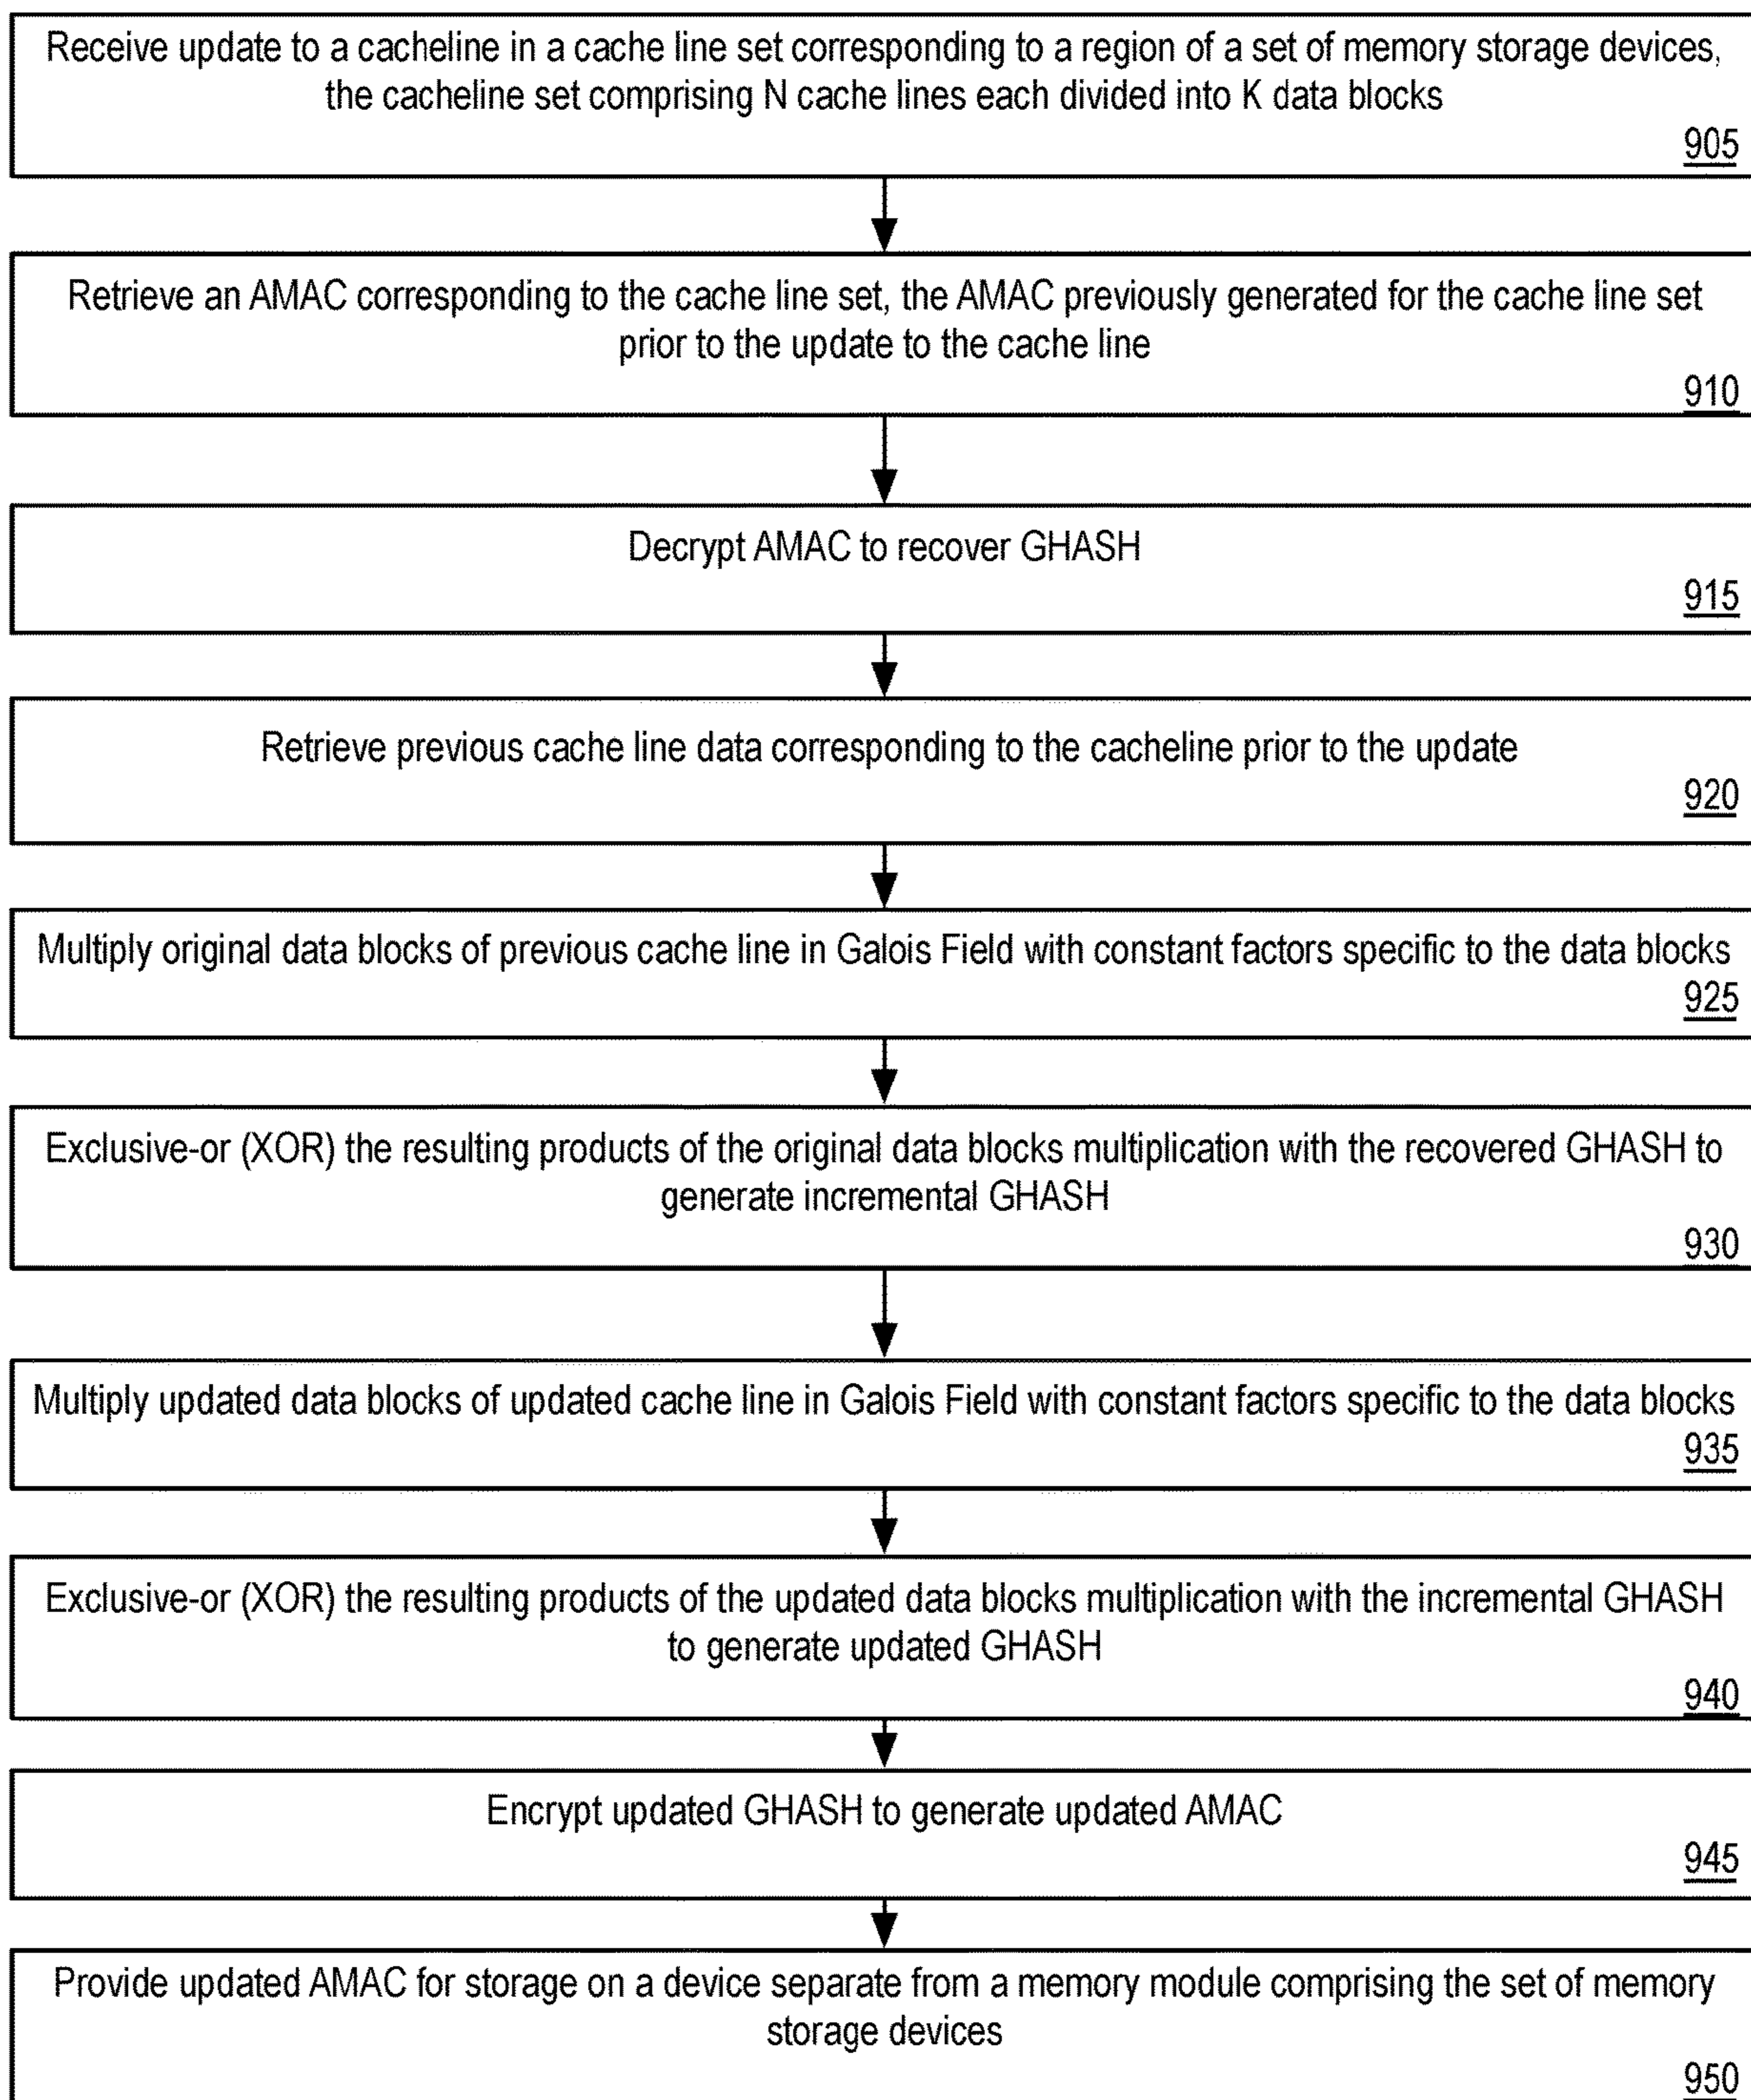 Receive update to a cacheline in a cache line set corresponding to a region of a set of memory storage devices,
the cacheline set comprising N cache lines each divided into K data blocks
905
Retrieve an AMAC corresponding to the cache line set, the AMAC previously generated for the cache line set
prior to the update to the cache line
910
Decrypt AMAC to recover GHASH
915
Retrieve previous cache line data corresponding to the cacheline prior to the update
920
Multiply original data blocks of previous cache line in Galois Field with constant factors specific to the data blocks
925
Exclusive-or (XOR) the resulting products of the original data blocks multiplication with the recovered GHASH to
generate incremental GHASH
930
Multiply updated data blocks of updated cache line in Galois Field with constant factors specific to the data blocks
935
Exclusive-or (XOR) the resulting products of the updated data blocks multiplication with the incremental GHASH
to generate updated GHASH
940
Encrypt updated GHASH to generate updated AMAC
945
Provide updated AMAC for storage on a device separate from a memory module comprising the set of memory
storage devices
950